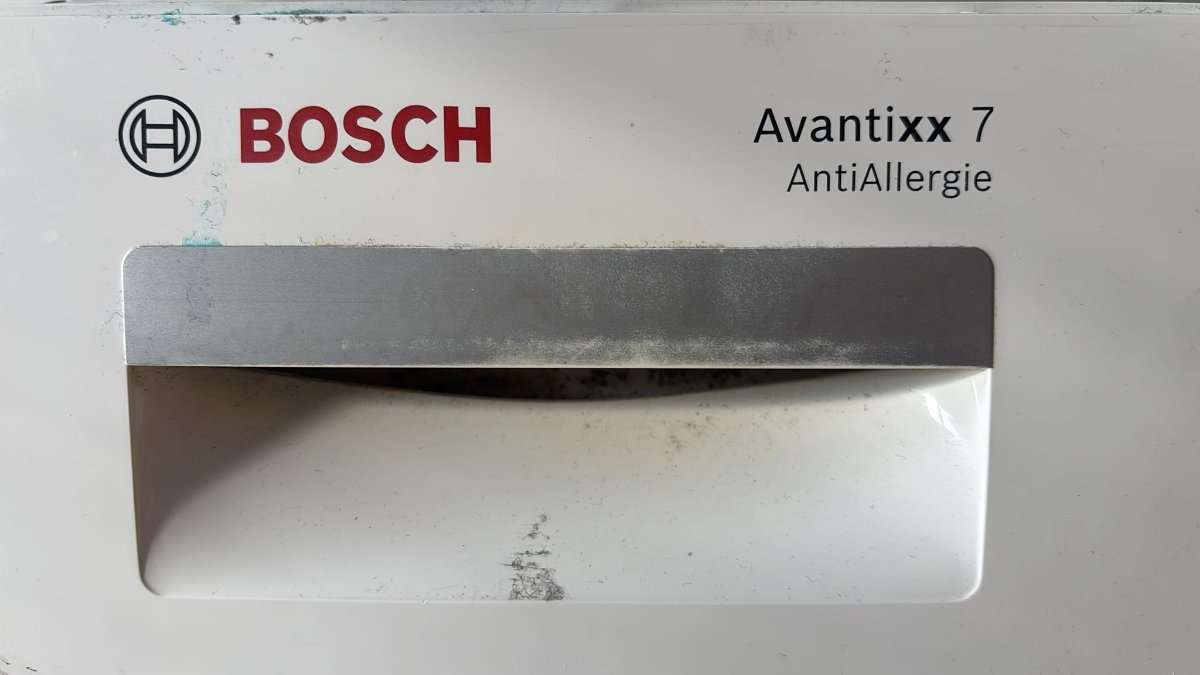 BOSCH
Avantixx 7
AntiAllergie